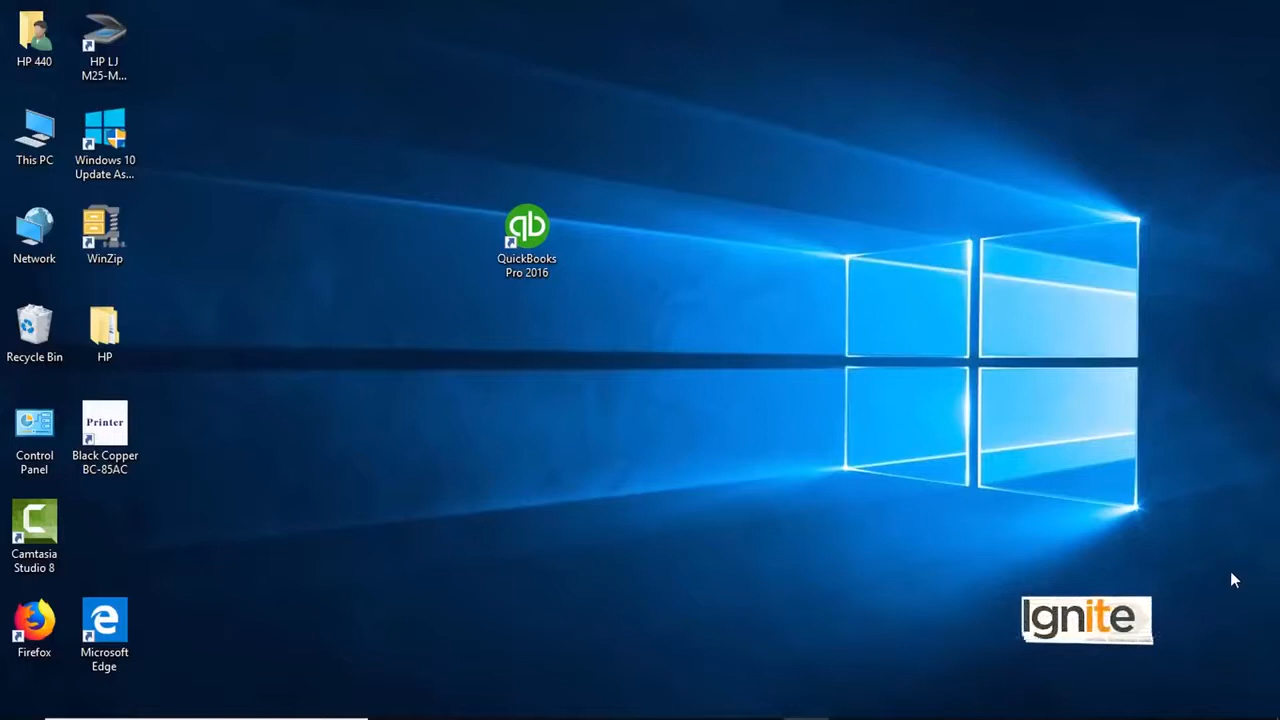 HP 440
HP LJ
M25-M...
This PC
Windows 10
Update As...
Network
WinZip
qb
QuickBooks
Pro 2016
Recycle Bin
HP
Control
Panel
Printer
Black Copper
BC-85AC
Camtasia
Studio 8
Firefox
Microsoft
Edge
Ignite